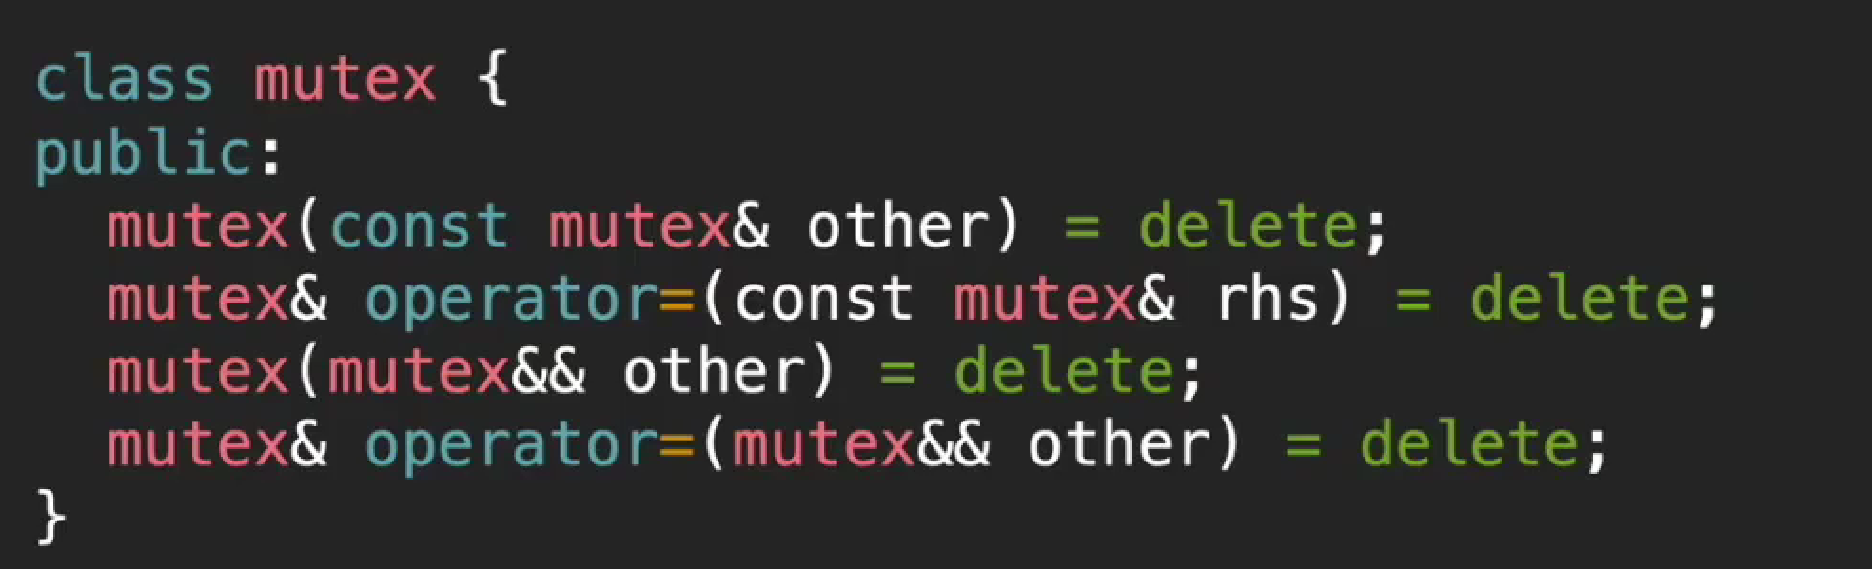 class mutex {
public:
  mutex(const mutex& other) = delete;
  mutex& operator=(const mutex& rhs) = delete;
  mutex(mutex&& other) = delete;
  mutex& operator=(mutex&& other) = delete;
}